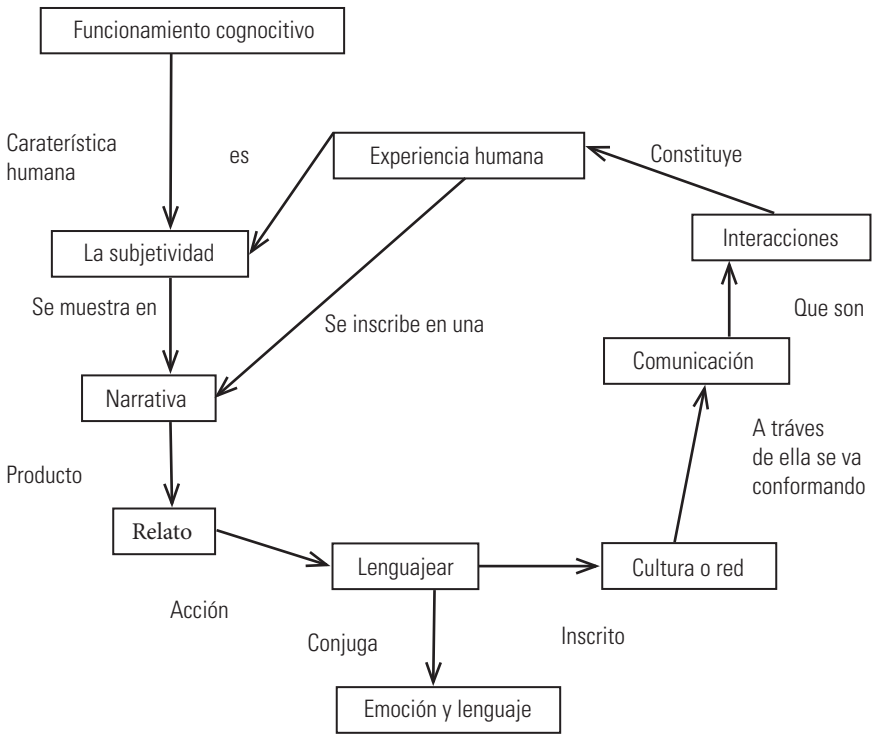 Funcionamiento cognocitivo
Caraterística
humana
es
Experiencia humana
Constituye
La subjetividad
Interacciones
Se muestra en
Se inscribe en una
Que son
Comunicación
Narrativa
A tráves
de ella se va
conformando
Producto
Relato
Lenguajear
Cultura o red
Acción
Conjuga
Inscrito
Emoción y lenguaje